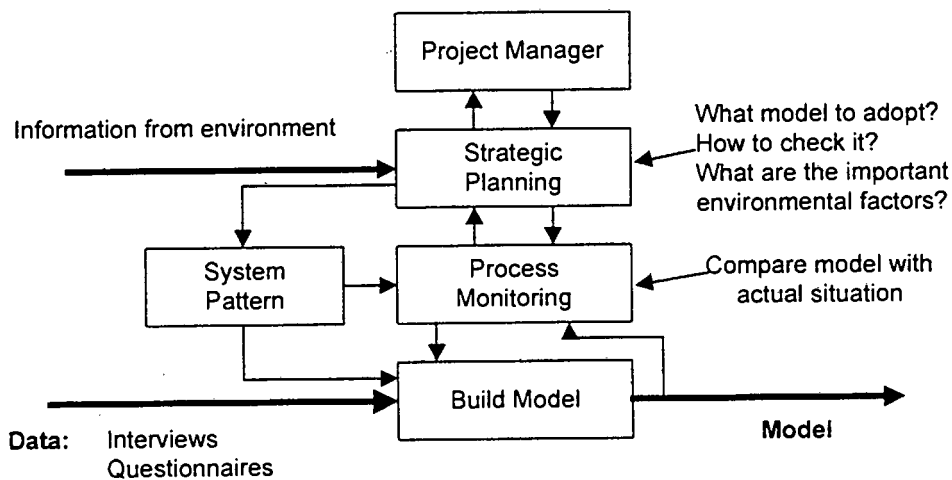 Project Manager
Information from environment
Strategic
Planning
What model to adopt?
How to check it?
What are the important
environmental factors?
System
Pattern
Process
Monitoring
Compare model with
actual situation
Build Model
Data: Interviews
Questionnaires
Model